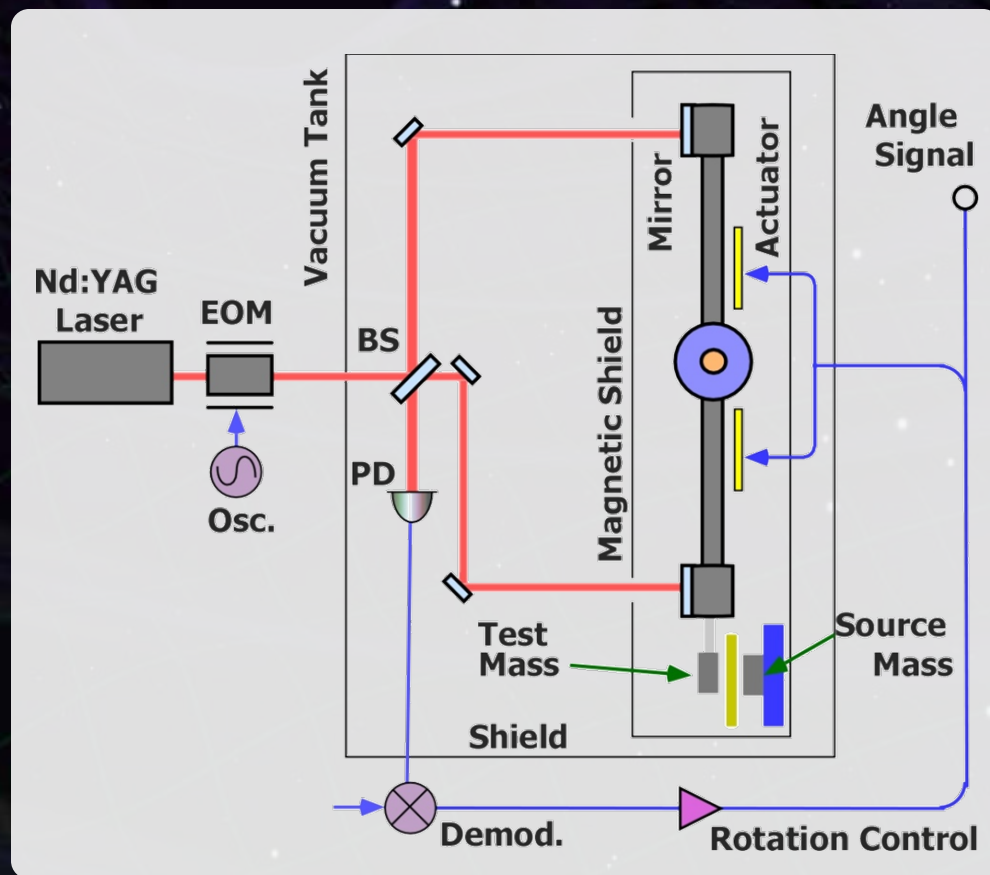 Vacuum Tank
Mirror
Actuator
Angle
Signal
Nd:YAG
Laser
EOM
BS
Magnetic Shield
PD
Osc.
Test
Mass
Source
Mass
Shield
Demod.
Rotation Control